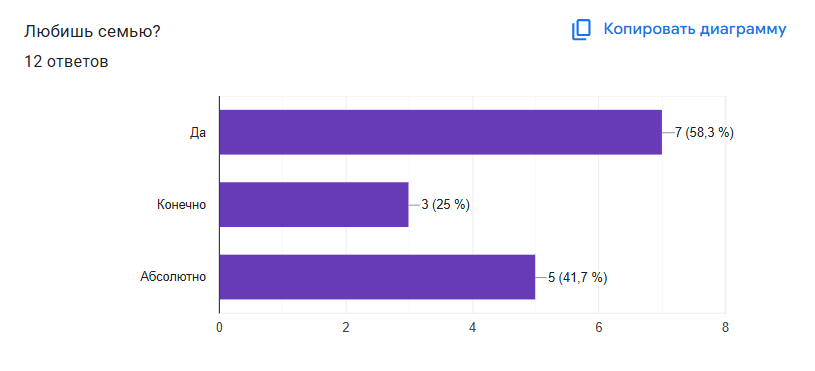 Любишь семью?
Копировать диаграмму
12 ответов
Да
7 (58,3 %)
Конечно
3 (25 %)
Абсолютно
5 (41,7 %)
0 2 4 6 8